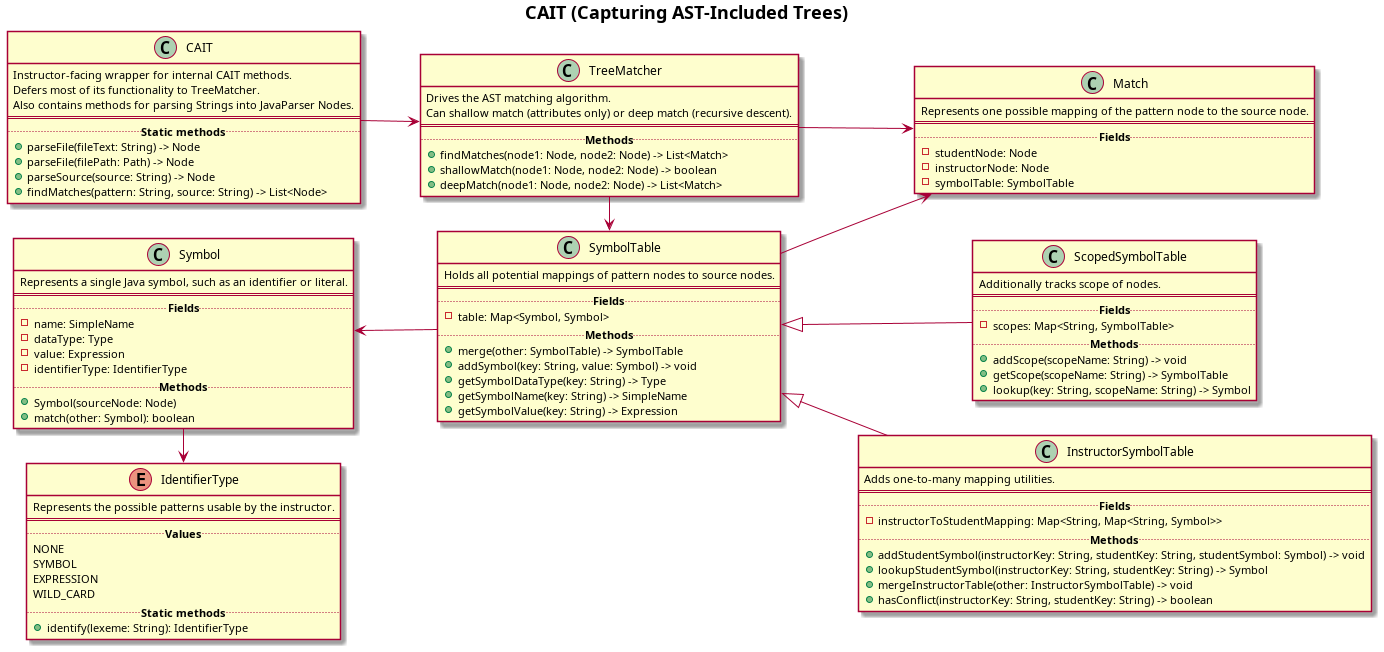 CAIT (Capturing AST-Included Trees)
C CAIT
Instructor-facing wrapper for internal CAIT methods.
Defers most of its functionality to TreeMatcher.
Also contains methods for parsing Strings into JavaParser Nodes.
Static methods
parseFile(fileText: String) -> Node
parseFile(filePath: Path) -> Node
parseSource(source: String) -> Node
findMatches(pattern: String, source: String) -> List<Node>
C TreeMatcher
Drives the AST matching algorithm.
Can shallow match (attributes only) or deep match (recursive descent).
Methods
findMatches(node1: Node, node2: Node) -> List<Match>
shallowMatch(node1: Node, node2: Node) -> boolean
deepMatch(node1: Node, node2: Node) -> List<Match>
C Match
Represents one possible mapping of the pattern node to the source node.
Fields
studentNode: Node
instructorNode: Node
symbolTable: SymbolTable
C Symbol
Represents a single Java symbol, such as an identifier or literal.
Fields
name: SimpleName
dataType: Type
value: Expression
identifierType: IdentifierType
Methods
Symbol(sourceNode: Node)
match(other: Symbol): boolean
C SymbolTable
Holds all potential mappings of pattern nodes to source nodes.
Fields
table: Map<Symbol, Symbol>
Methods
merge(other: SymbolTable) -> SymbolTable
addSymbol(key: String, value: Symbol) -> void
getSymbolDataType(key: String) -> Type
getSymbolName(key: String) -> SimpleName
getSymbolValue(key: String) -> Expression
C ScopedSymbolTable
Additionally tracks scope of nodes.
Fields
scopes: Map<String, SymbolTable>
Methods
addScope(scopeName: String) -> void
getScope(scopeName: String) -> SymbolTable
lookup(key: String, scopeName: String) -> Symbol
E IdentifierType
Represents the possible patterns usable by the instructor.
Values
NONE
SYMBOL
EXPRESSION
WILD_CARD
Static methods
identify(lexeme: String): IdentifierType
C InstructorSymbolTable
Adds one-to-many mapping utilities.
Fields
instructorToStudentMapping: Map<String, Map<String, Symbol>>
Methods
addStudentSymbol(instructorKey: String, studentKey: String, studentSymbol: Symbol) -> void
lookupStudentSymbol(instructorKey: String, studentKey: String) -> Symbol
mergeInstructorTable(other: InstructorSymbolTable) -> void
hasConflict(instructorKey: String, studentKey: String) -> boolean